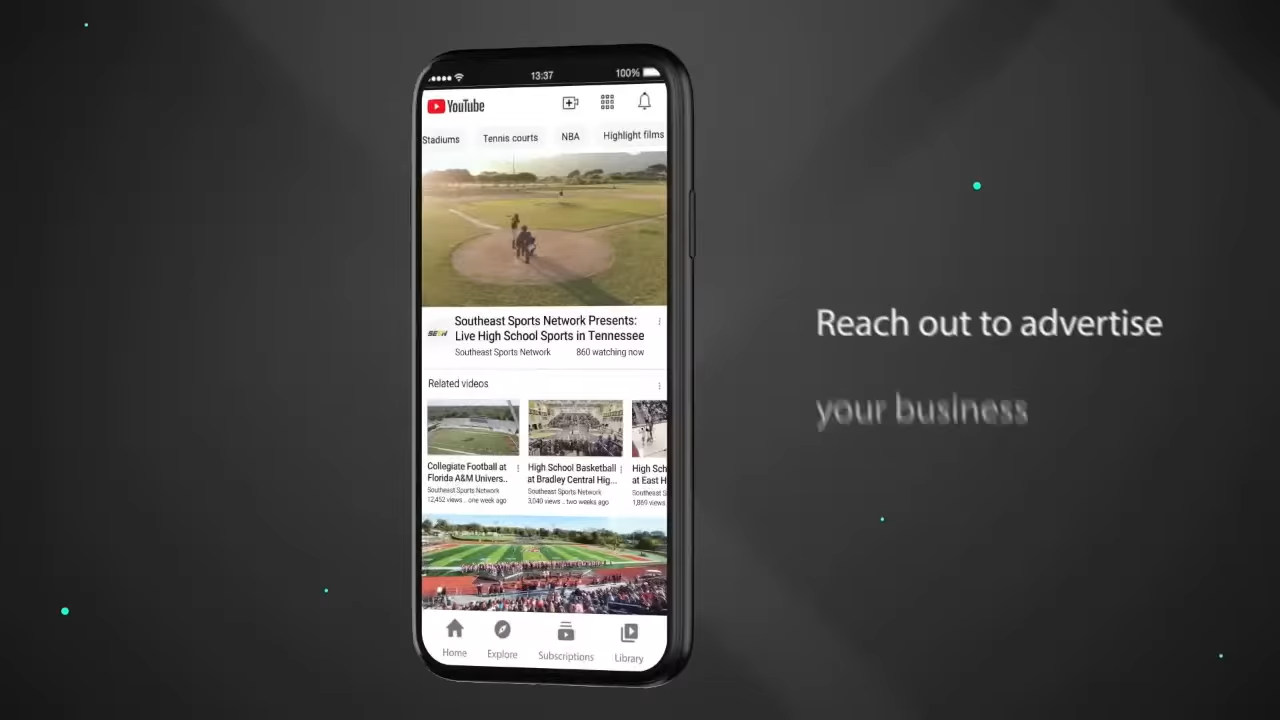 13:37
100%
YouTube
Stadiums
Tennis courts
NBA
Highlight films
Southeast Sports Network Presents:
Live High School Sports in Tennessee
Southeast Sports Network
860 watching now
Related videos
Collegiate Football at
Florida A&M Univers..
Southeast Sports Network
12,452 views .. one week ago
High School Basketball
at Bradley Central Hig...
Southeast Sports Network
3,040 views .. two weeks ago
High Sch
at East H
Southeast S
1,869 views
Home
Explore
Subscriptions
Library
Reach out to advertise
your business